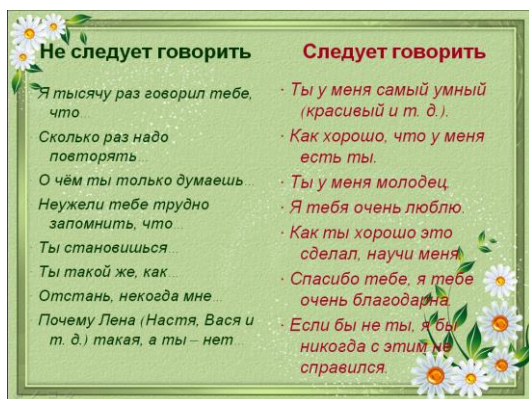 Не следует говорить
Я тысячу раз говорил тебе,
что...
Сколько раз надо
повторять...
О чём ты только думаешь...
Неужели тебе трудно
запомнить, что...
Ты становишься...
Ты такой же, как...
Отстань, некогда мне...
Почему Лена (Настя, Вася и
т. д.) такая, а ты – нет...
Следует говорить
· Ты у меня самый умный
(красивый и т. д.).
· Как хорошо, что у меня
есть ты.
· Ты у меня молодец.
· Я тебя очень люблю.
· Как ты хорошо это
сделал, научи меня.
· Спасибо тебе, я тебе
очень благодарна.
· Если бы не ты, я бы
никогда с этим не
справился.